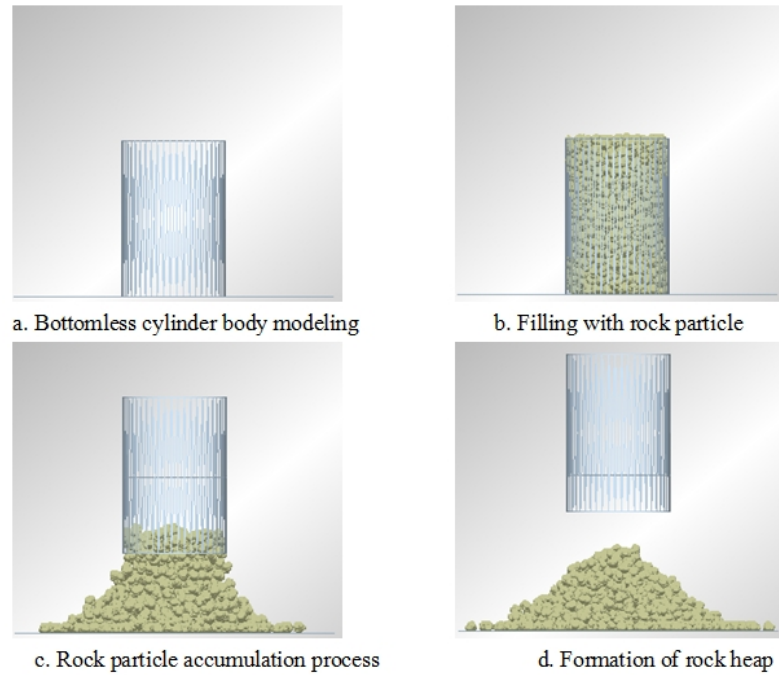 a. Bottomless cylinder body modeling
b. Filling with rock particle
c. Rock particle accumulation process
d. Formation of rock heap